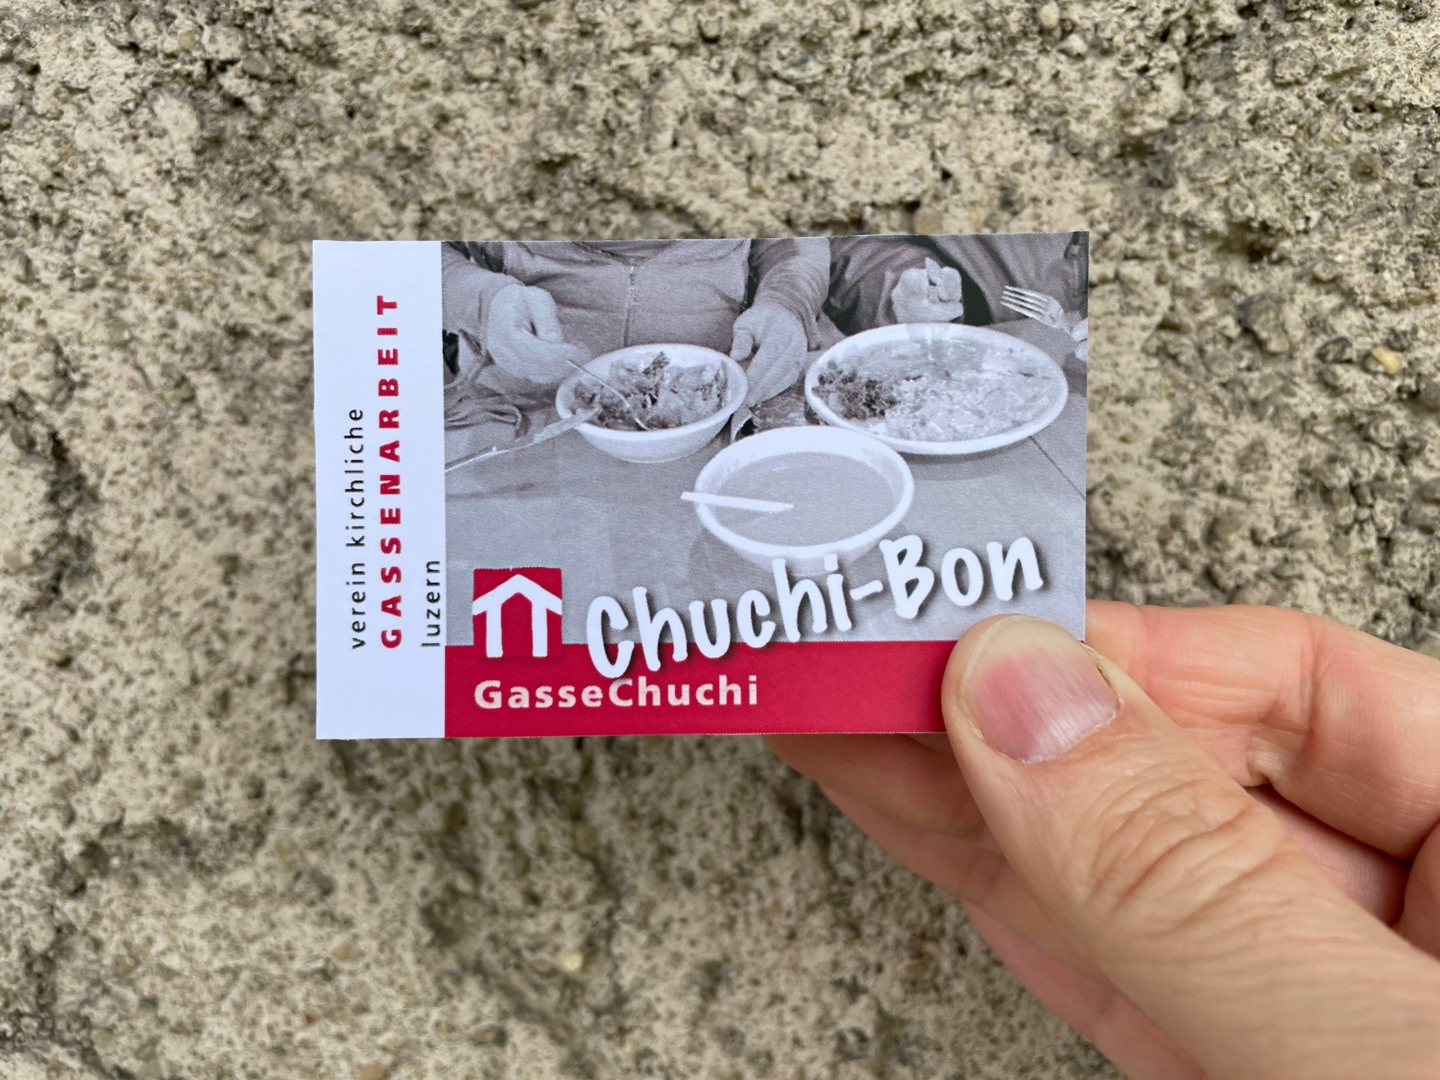 verein kirchliche
GASSENARBEIT
luzern
Chuchi-Bon
GasseChuchi